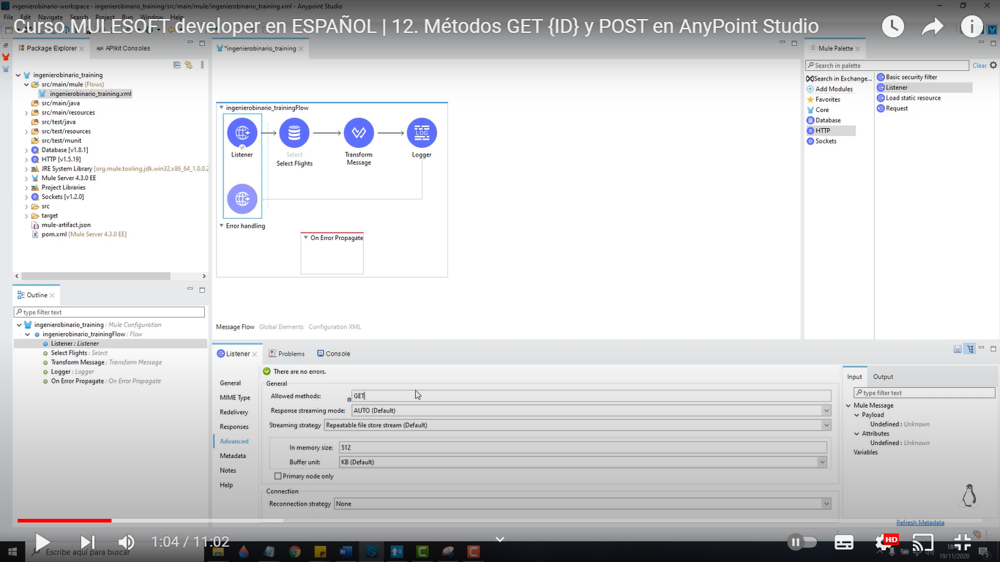 ingenierobinario-workspace - ingenierobinario_training/src/main/mule/ingenierobinario_training.xml - Anypoint Studio
File Edit Navigate Search Project Run Window Help
Curso MULESOFT developer en ESPAÑOL | 12. Métodos GET {ID} y POST en AnyPoint Studio
Package Explorer
API APIkit Consoles
ingenierobinario_training
src/main/mule (Flows)
ingenierobinario_training.xml
src/main/java
src/main/resources
src/test/java
src/test/resources
src/test/munit
Database [v1.8.1]
HTTP [v1.5.19]
JRE System Library [org.mule.tooling.jdk.win32.x86_64_1.0.0.2
Mule Server 4.3.0 EE
Project Libraries
Sockets [v1.2.0]
src
target
mule-artifact.json
pom.xml [Mule Server 4.3.0 EE]
Outline
type filter text
ingenierobinario_training : Mule Configuration
ingenierobinario_trainingFlow : Flow
Listener : Listener
Select Flights : Select
Transform Message : Transform Message
Logger : Logger
On Error Propagate : On Error Propagate
*ingenierobinario_training
ingenierobinario_trainingFlow
LOG
Listener
Select
Select Flights
Transform
Message
Logger
Error handling
On Error Propagate
Message Flow Global Elements Configuration XML
Mule Palette
Search in palette
Clear
Search in Exchange...
Add Modules
Favorites
Core
Database
HTTP
Sockets
Basic security filter
Listener
Load static resource
Request
Listener
Problems
Console
There are no errors.
General
MIME Type
Redelivery
Responses
Advanced
Metadata
Notes
Help
General
Allowed methods: GET
Response streaming mode: AUTO (Default)
Streaming strategy Repeatable file store stream (Default)
In memory size: 512
Buffer unit: KB (Default)
Primary node only
Connection
Reconnection strategy None
Input Output
type filter text
Mule Message
Payload
Undefined : Unknown
Attributes
Undefined : Unknown
Variables
Refresh Metadata
1:04 / 11:02
HD
Escribe aquí para buscar
19/11/2020